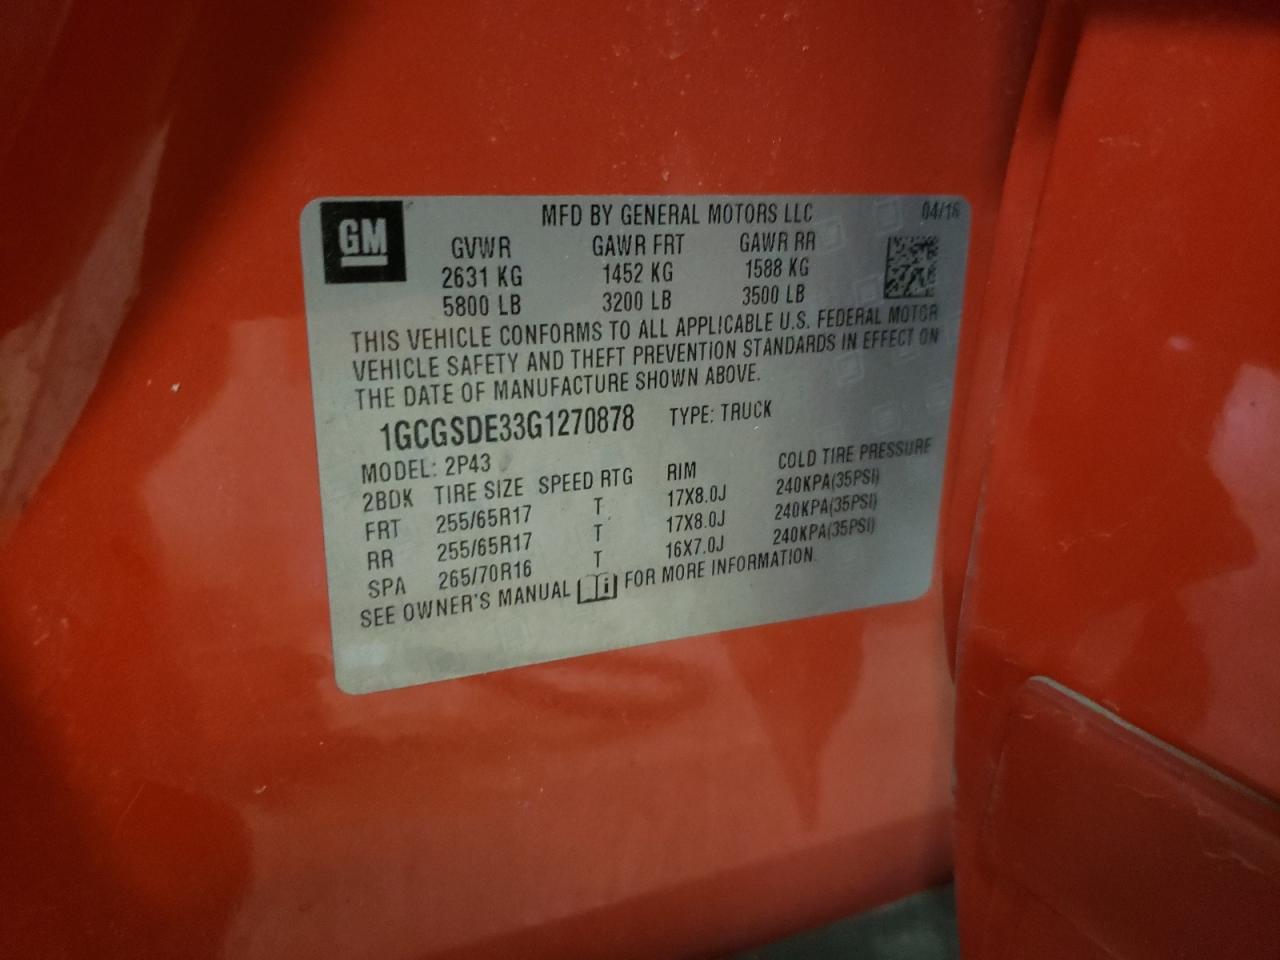 GM
MFD BY GENERAL MOTORS LLC 04/16
GVWR GAWR FRT GAWR RR
2631 KG 1452 KG 1588 KG
5800 LB 3200 LB 3500 LB
THIS VEHICLE CONFORMS TO ALL APPLICABLE U.S. FEDERAL MOTOR
VEHICLE SAFETY AND THEFT PREVENTION STANDARDS IN EFFECT ON
THE DATE OF MANUFACTURE SHOWN ABOVE.
1GCGSDE33G1270878 TYPE: TRUCK
MODEL: 2P43
2BDK TIRE SIZE SPEED RTG RIM COLD TIRE PRESSURE
FRT 255/65R17 T 17X8.0J 240KPA(35PSI)
RR 255/65R17 T 17X8.0J 240KPA(35PSI)
SPA 265/70R16 T 16X7.0J 240KPA(35PSI)
SEE OWNER'S MANUAL i FOR MORE INFORMATION.